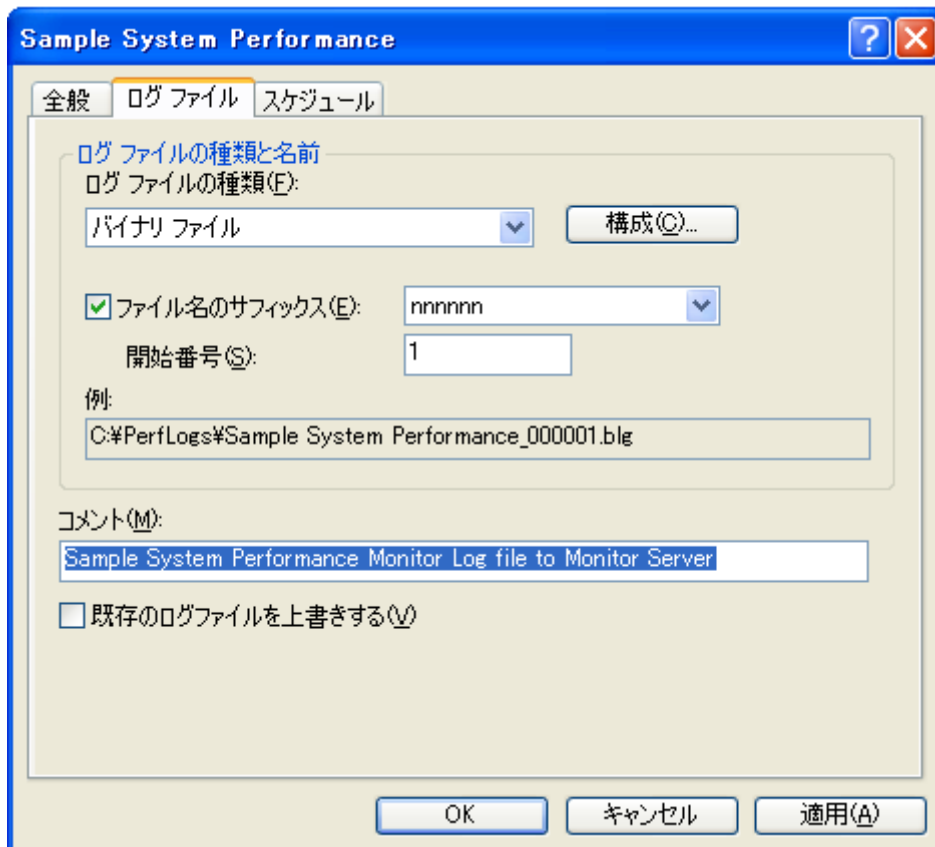 Sample System Performance
全般 ログ ファイル スケジュール
ログ ファイルの種類と名前
ログ ファイルの種類(F):
バイナリ ファイル 構成(C)...
ファイル名のサフィックス(E): nnnnnn
開始番号(S): 1
例:
C:¥PerfLogs¥Sample System Performance_000001.blg
コメント(M):
Sample System Performance Monitor Log file to Monitor Server
既存のログファイルを上書きする(V)
OK キャンセル 適用(A)